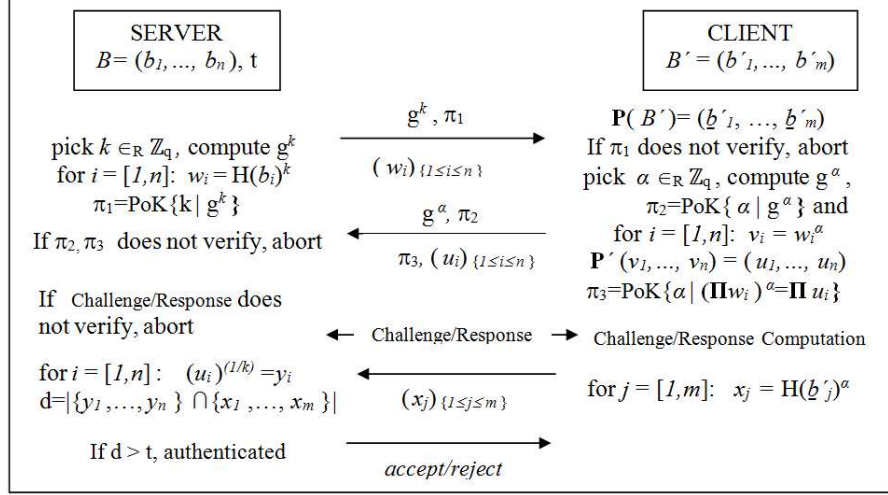 SERVER
B= (b₁,..., bₙ), t
pick k ∈ᴿ ℤq, compute gᵏ
for i = [1,n]: wᵢ = H(bᵢ)ᵏ
π₁=PoK{k | gᵏ}
If π₂, π₃ does not verify, abort
If Challenge/Response does
not verify, abort
for i = [1,n] : (uᵢ)⁽¹/ᵏ⁾ =yᵢ
d=|{y₁ ,…,yₙ } ∩{x₁ ,…, xₘ }|
If d > t, authenticated
gᵏ , π₁
( wᵢ) {1≤i≤n }
g^α, π₂
π₃, (uᵢ) {1≤i≤n}
Challenge/Response
(xⱼ) {1≤j≤m}
accept/reject
CLIENT
B´ = (b´₁,..., b´ₘ)
P( B´)= (b̲´₁, …, b̲´ₘ)
If π₁ does not verify, abort
pick α ∈ᴿ ℤq, compute g^α ,
π₂=PoK{ α | g^α } and
for i = [1,n]: vᵢ = wᵢ^α
P´(v₁,..., vₙ) = (u₁,..., uₙ)
π₃=PoK{α | (Πwᵢ )^α=Π uᵢ}
Challenge/Response Computation
for j = [1,m]: xⱼ = H(b̲´ⱼ)^α